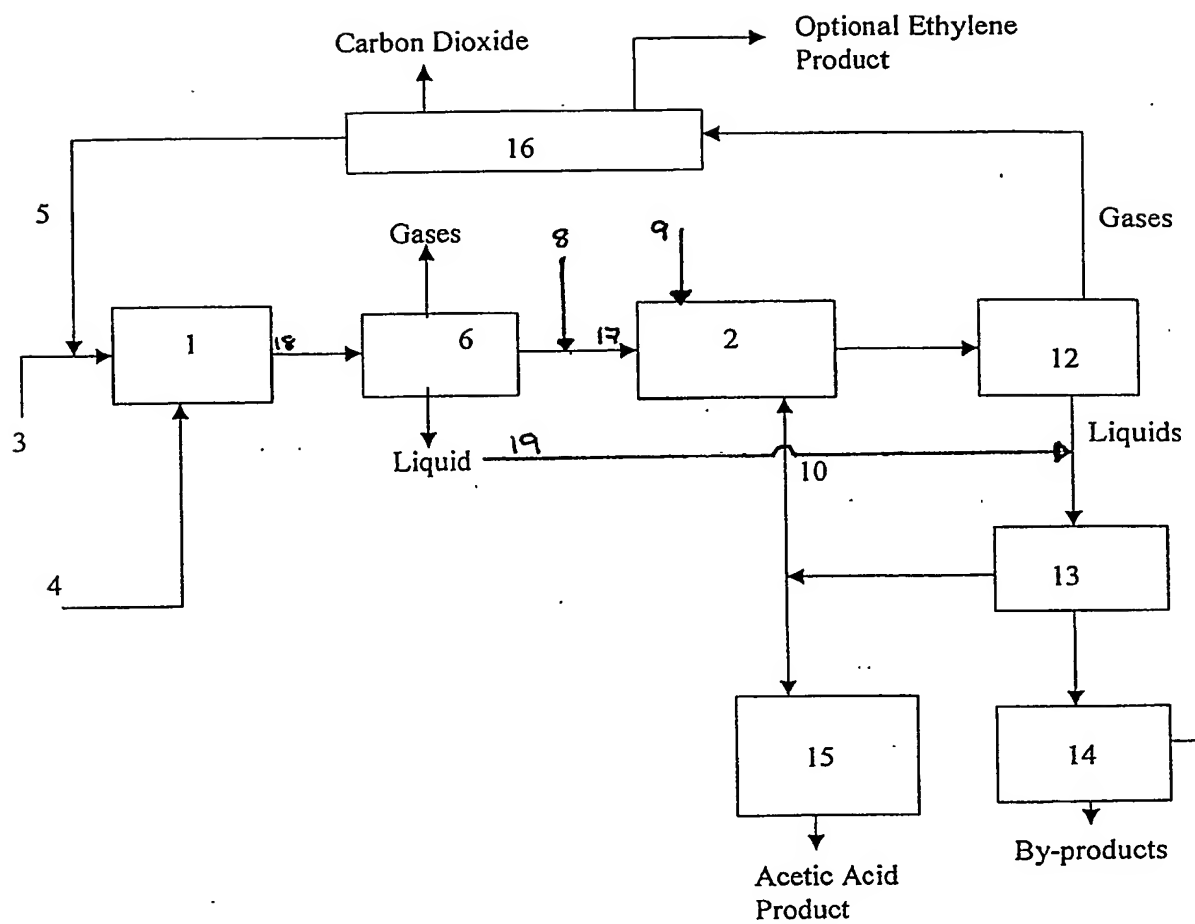 Carbon Dioxide
Optional Ethylene
Product
16
5
Gases
8
9
Gases
1
18
6
17
2
12
3
Liquids
Liquid
19
10
13
4
15
14
By-products
Acetic Acid
Product